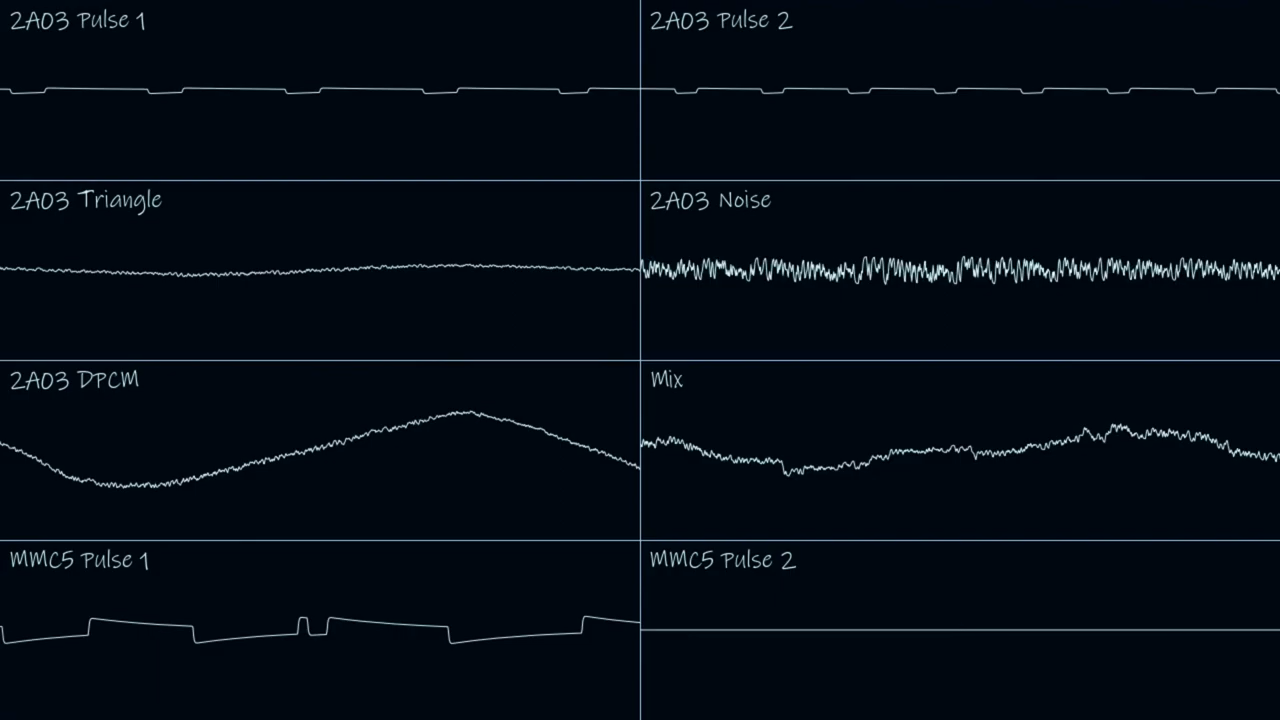 2A03 Pulse 1
2A03 Pulse 2
2A03 Triangle
2A03 Noise
2A03 DPCM
Mix
MMC5 Pulse 1
MMC5 Pulse 2